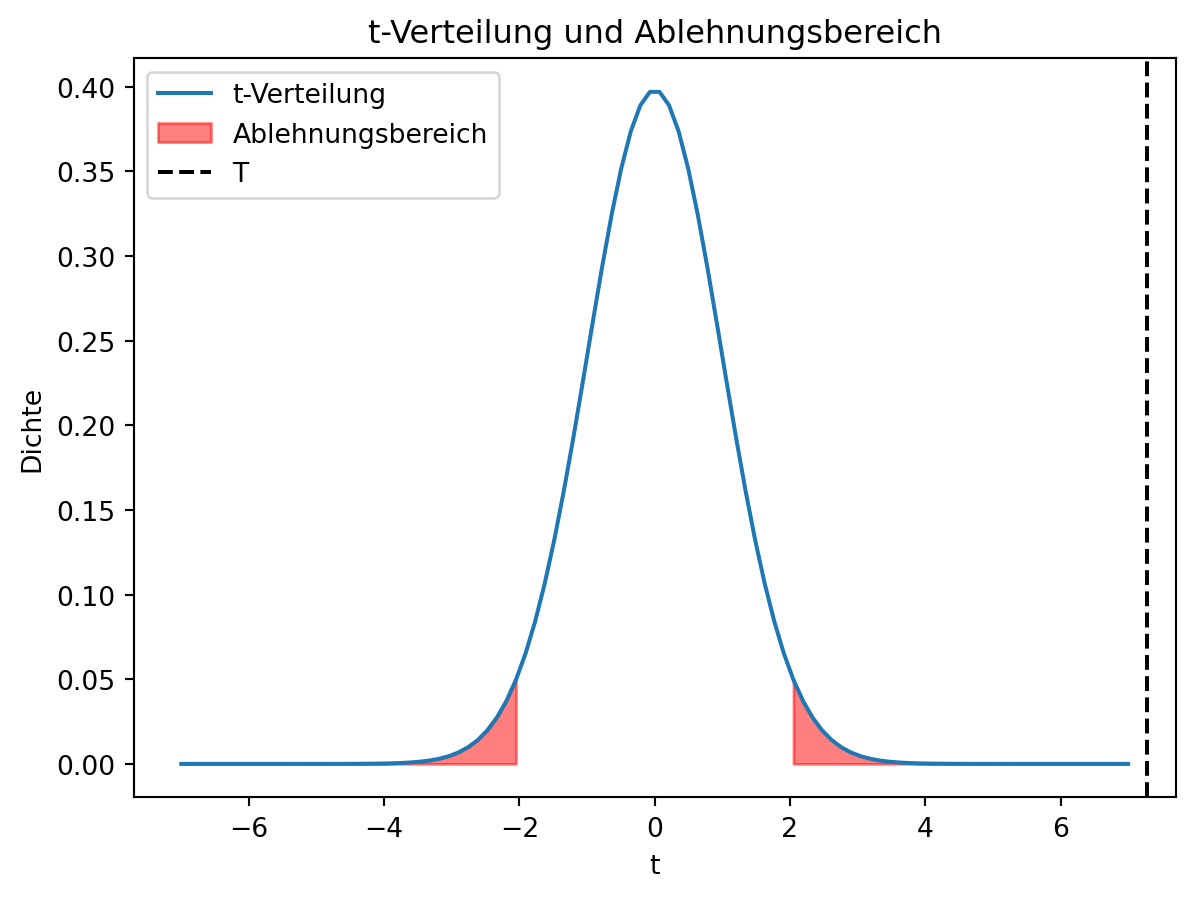 t-Verteilung und Ablehnungsbereich
t-Verteilung
Ablehnungsbereich
T
0.40
0.35
0.30
0.25
0.20
0.15
0.10
0.05
0.00
Dichte
−6 −4 −2 0 2 4 6
t